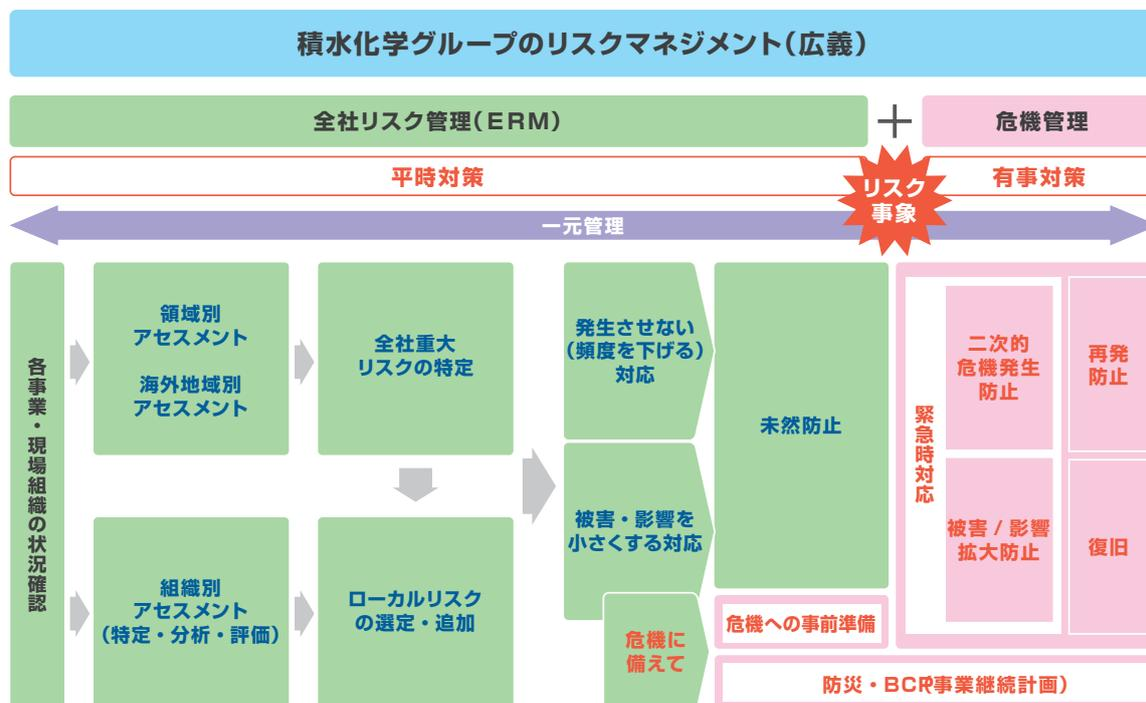 積水化学グループのリスクマネジメント（広義）
全社リスク管理（ERM）
＋
危機管理
平時対策
リスク
事象
有事対策
一元管理
各事業・現場組織の状況確認
領域別
アセスメント
海外地域別
アセスメント
全社重大
リスクの特定
組織別
アセスメント
（特定・分析・評価）
ローカルリスク
の選定・追加
発生させない
（頻度を下げる）
対応
被害・影響を
小さくする対応
危機に
備えて
未然防止
危機への事前準備
防災・BCP（事業継続計画）
緊急時対応
二次的
危機発生
防止
被害 / 影響
拡大防止
再発
防止
復旧